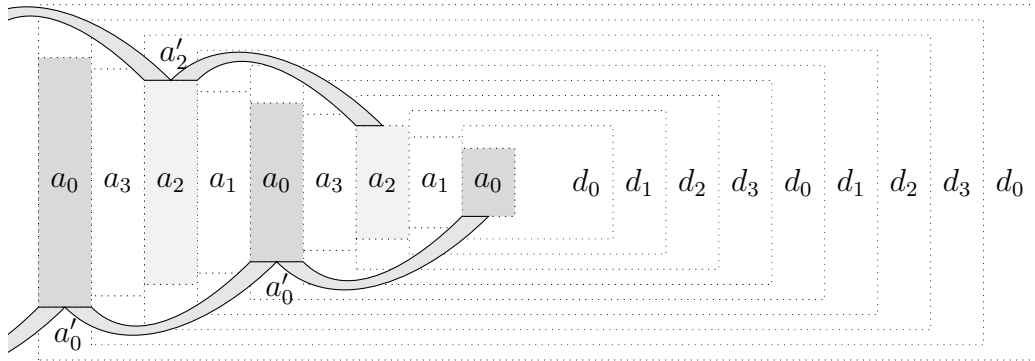 a′₂
a₀ a₃ a₂ a₁ a₀ a₃ a₂ a₁ a₀ d₀ d₁ d₂ d₃ d₀ d₁ d₂ d₃ d₀
a′₀
a′₀